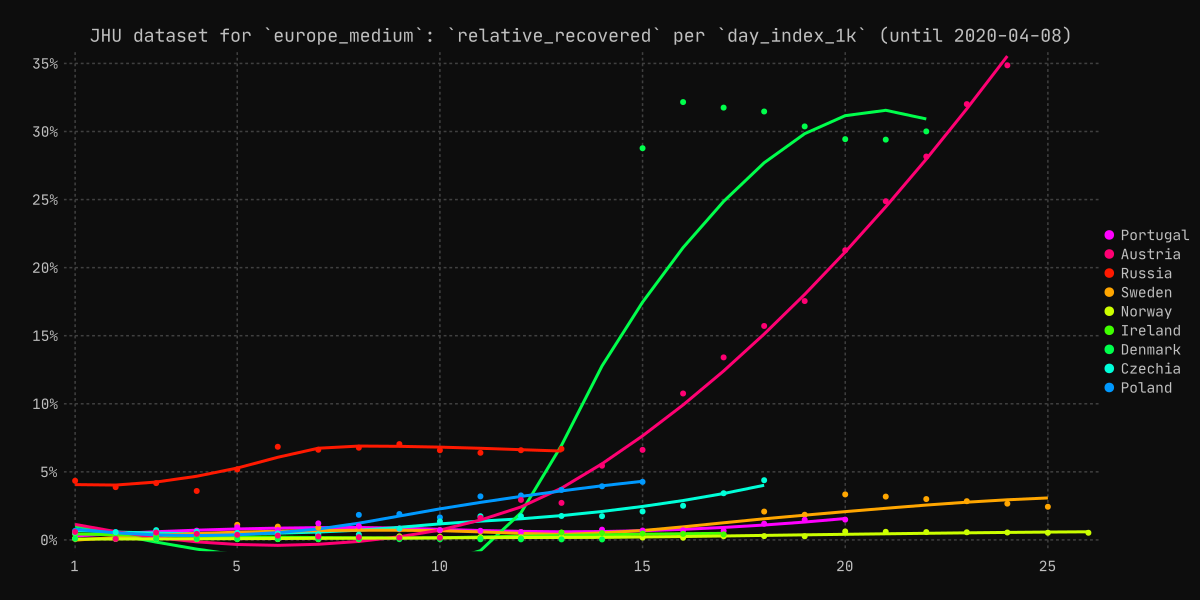 JHU dataset for `europe_medium`: `relative_recovered` per `day_index_1k` (until 2020-04-08)
35%
30%
25%
20%
15%
10%
5%
0%
1 5 10 15 20 25
Portugal
Austria
Russia
Sweden
Norway
Ireland
Denmark
Czechia
Poland